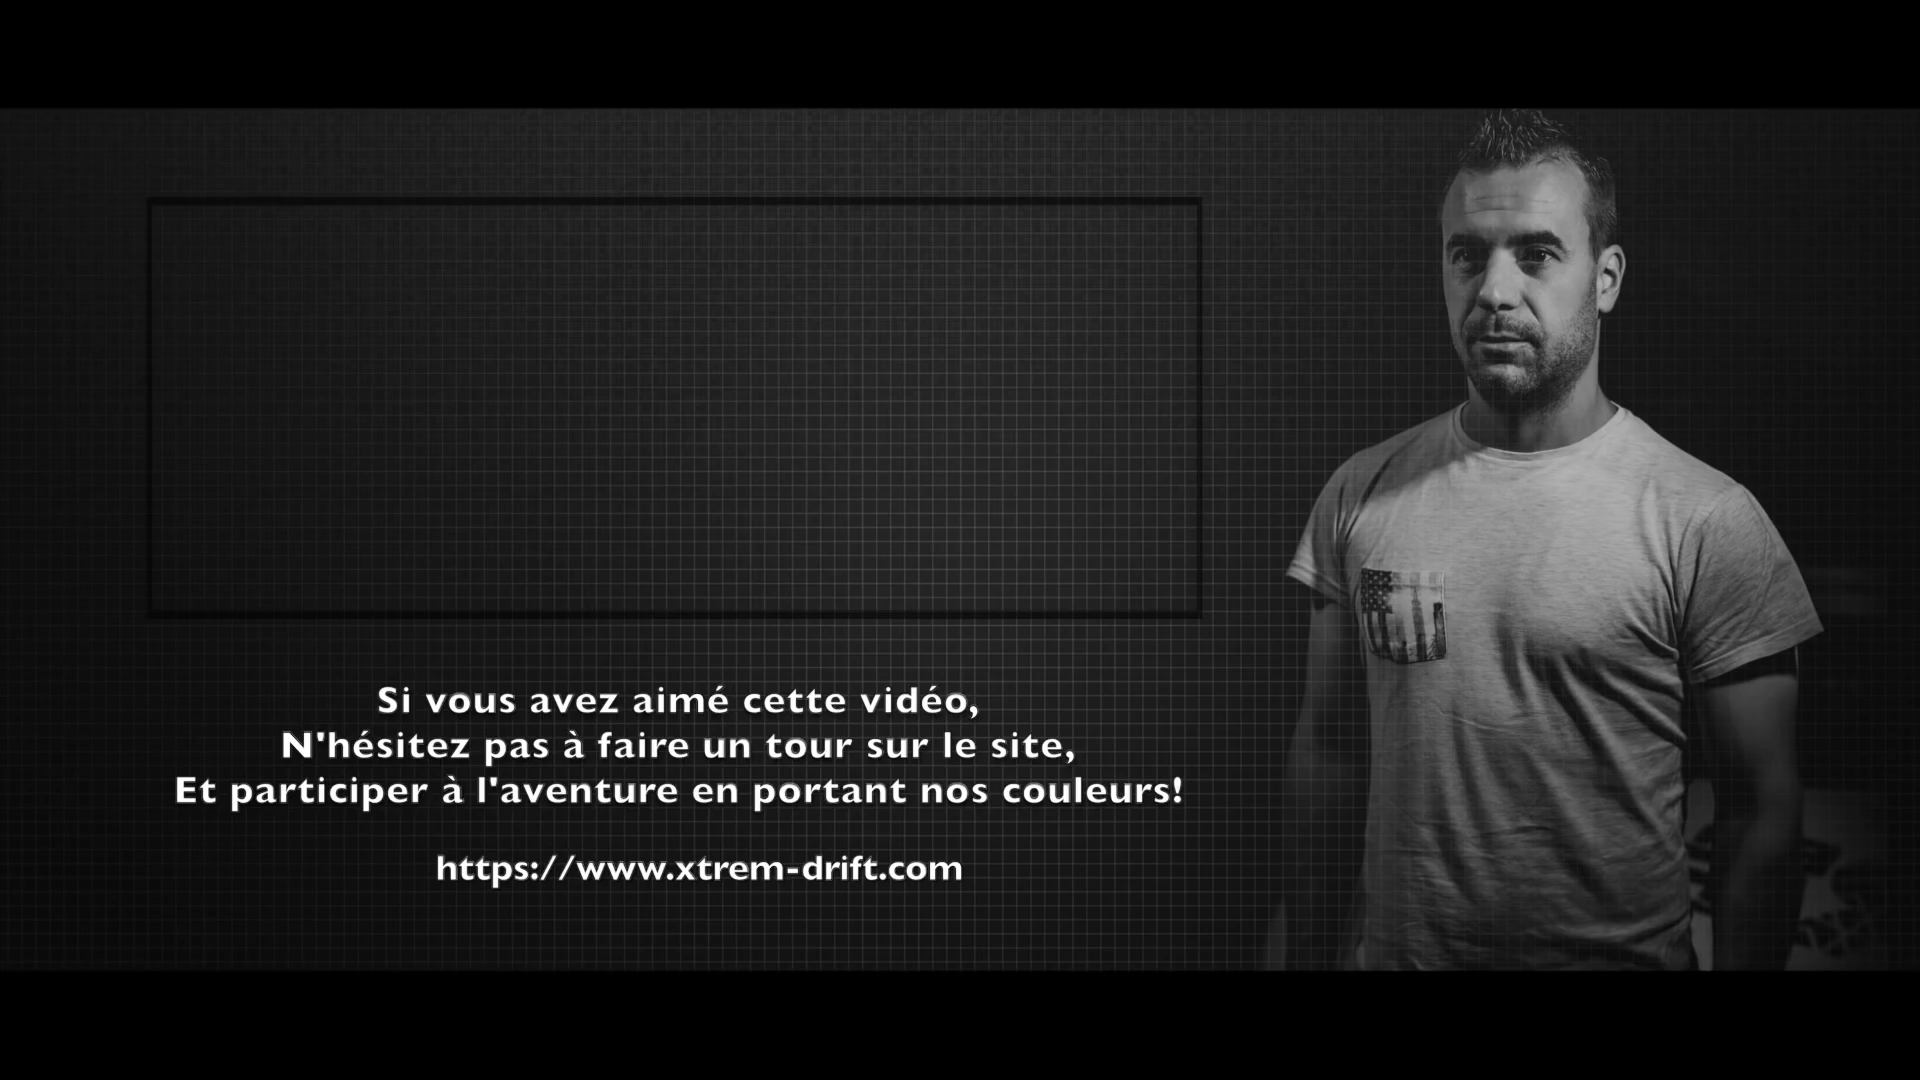 Si vous avez aimé cette vidéo,
N'hésitez pas à faire un tour sur le site,
Et participer à l'aventure en portant nos couleurs!
https://www.xtrem-drift.com